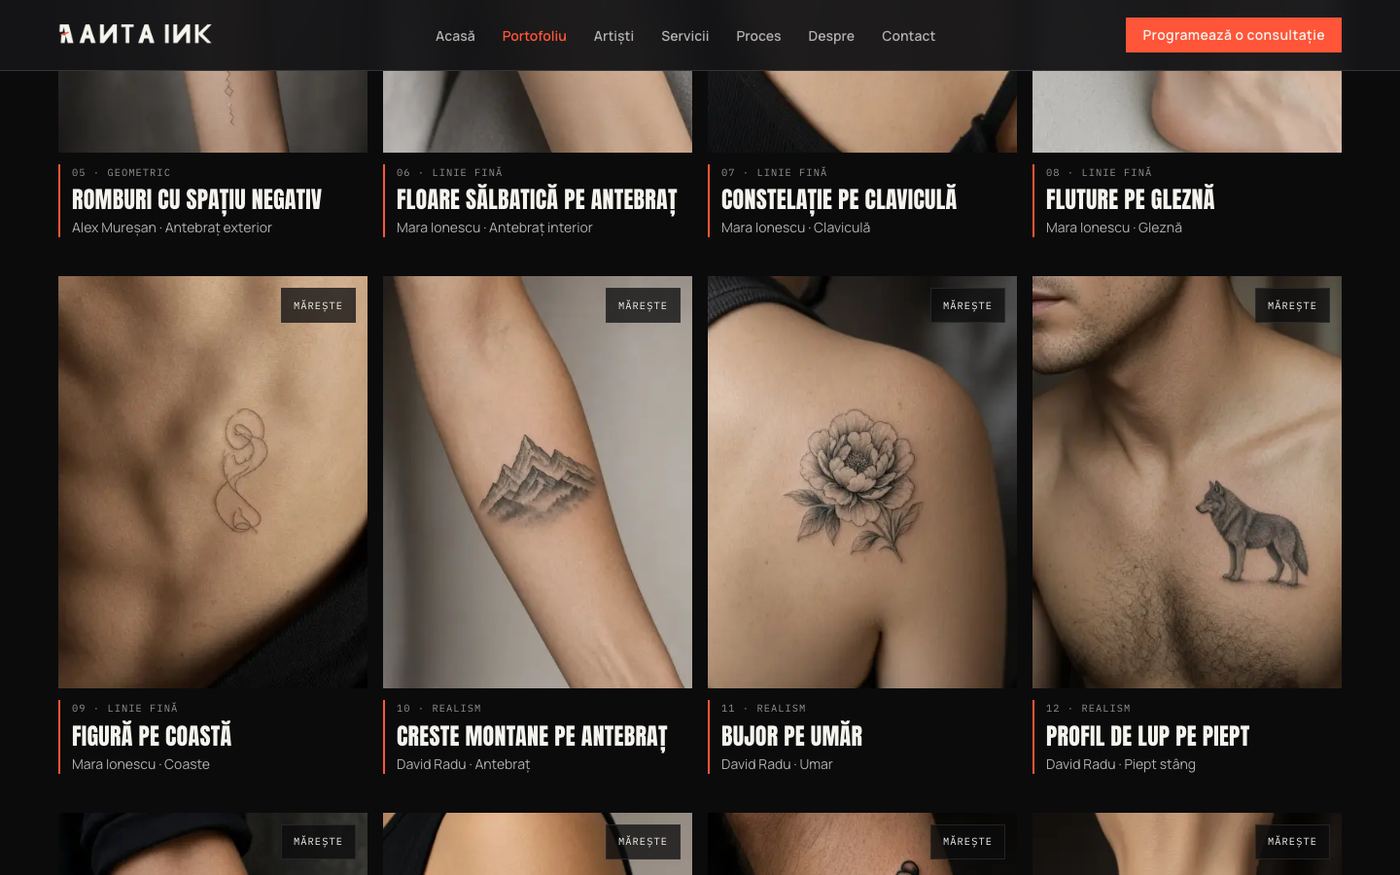 ANTA INK
Acasă
Portofoliu
Artiști
Servicii
Proces
Despre
Contact
Programează o consultație
05 · GEOMETRIC
ROMBURI CU SPAȚIU NEGATIV
Alex Mureșan · Antebraț exterior
06 · LINIE FINĂ
FLOARE SĂLBATICĂ PE ANTEBRAȚ
Mara Ionescu · Antebraț interior
07 · LINIE FINĂ
CONSTELAȚIE PE CLAVICULĂ
Mara Ionescu · Claviculă
08 · LINIE FINĂ
FLUTURE PE GLEZNĂ
Mara Ionescu · Gleznă
MĂREȘTE
MĂREȘTE
MĂREȘTE
MĂREȘTE
09 · LINIE FINĂ
FIGURĂ PE COASTĂ
Mara Ionescu · Coaste
10 · REALISM
CRESTE MONTANE PE ANTEBRAȚ
David Radu · Antebraț
11 · REALISM
BUJOR PE UMĂR
David Radu · Umar
12 · REALISM
PROFIL DE LUP PE PIEPT
David Radu · Piept stâng
MĂREȘTE
MĂREȘTE
MĂREȘTE
MĂREȘTE